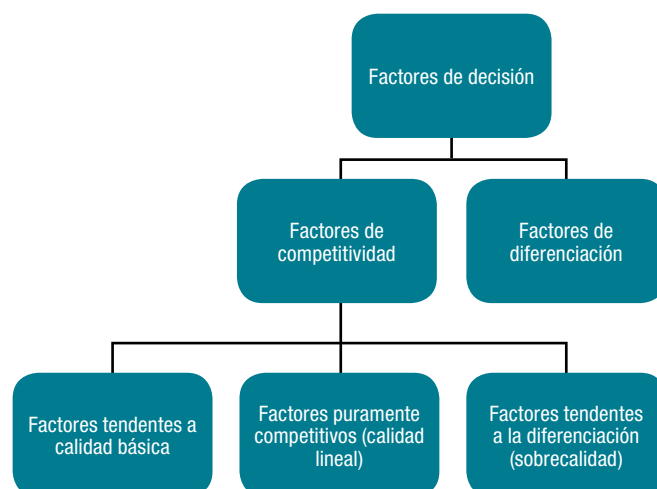 Factores de decisión
Factores de
competitividad
Factores de
diferenciación
Factores tendentes a
calidad básica
Factores puramente
competitivos (calidad
lineal)
Factores tendentes
a la diferenciación
(sobrecalidad)